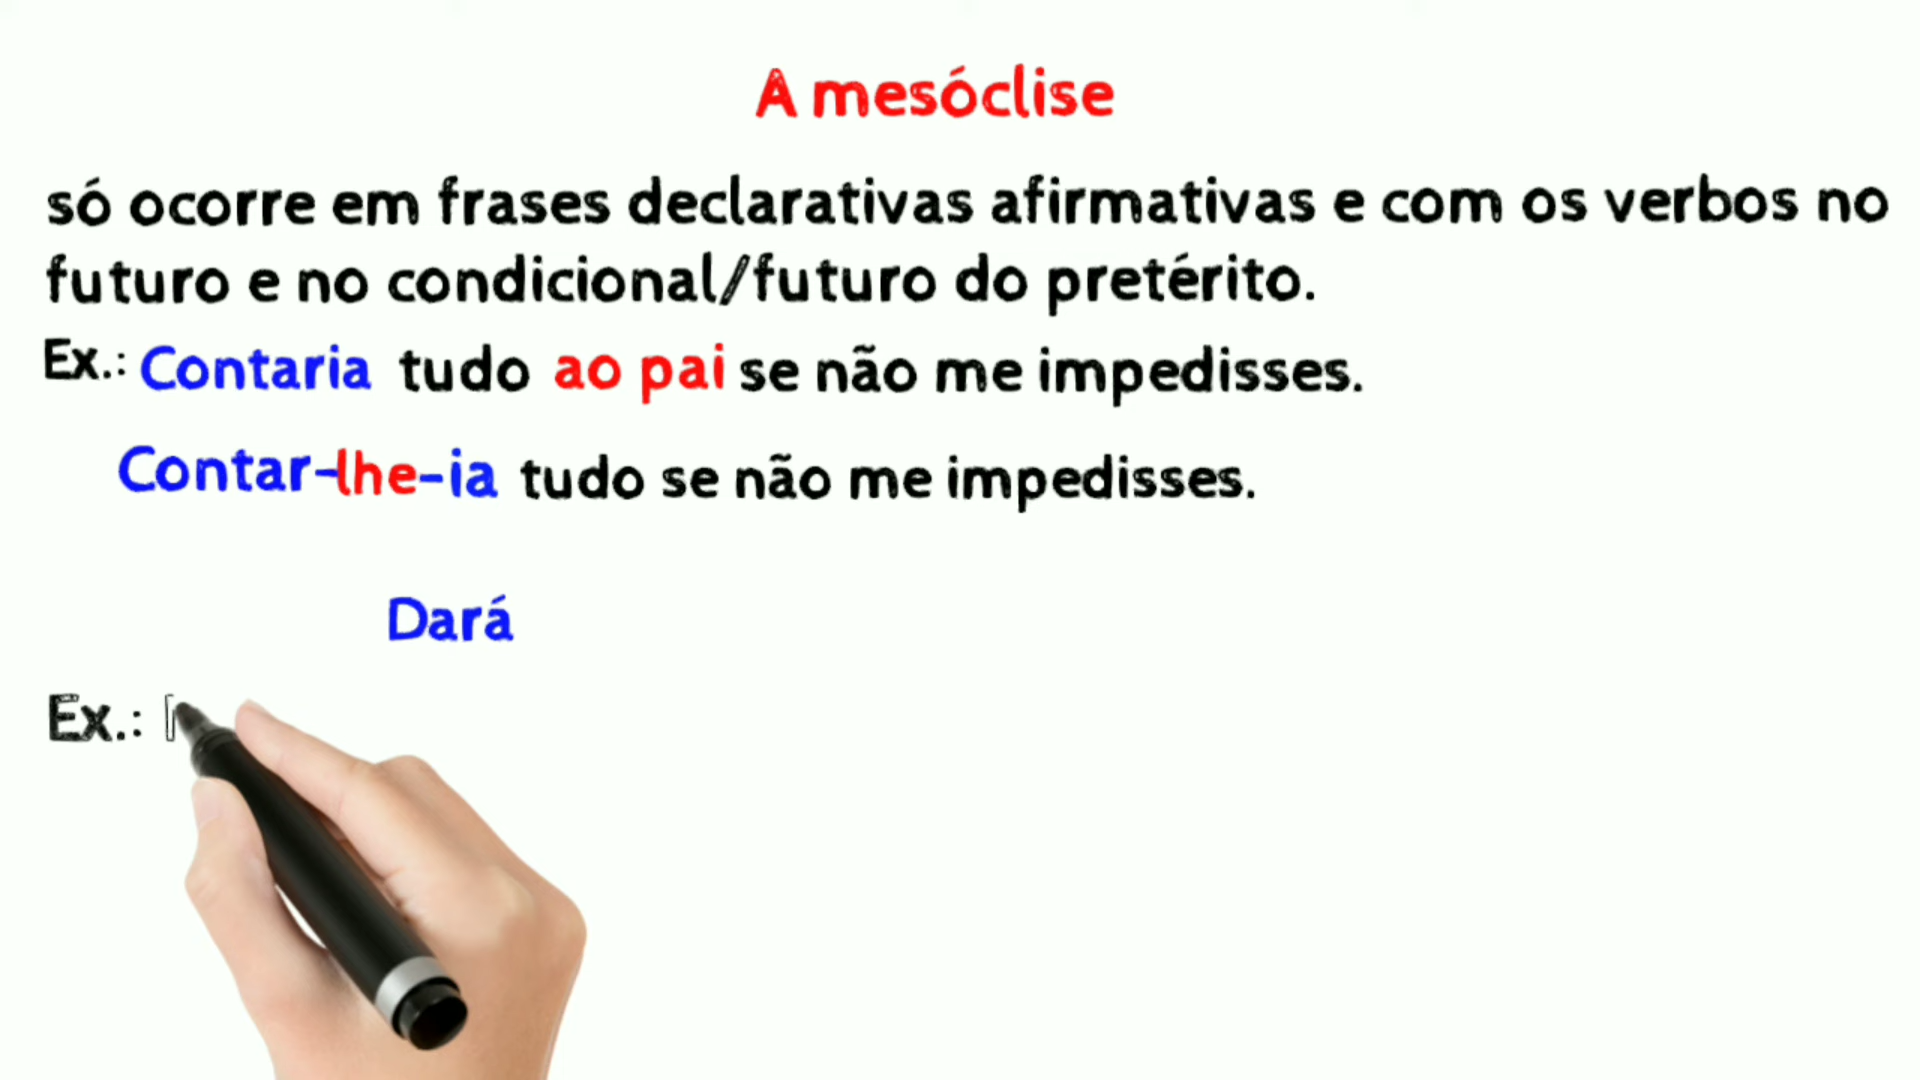 A mesóclise
só ocorre em frases declarativas afirmativas e com os verbos no
futuro e no condicional/futuro do pretérito.
Ex.: Contaria tudo ao pai se não me impedisses.
Contar-lhe-ia tudo se não me impedisses.
Dará
Ex.: